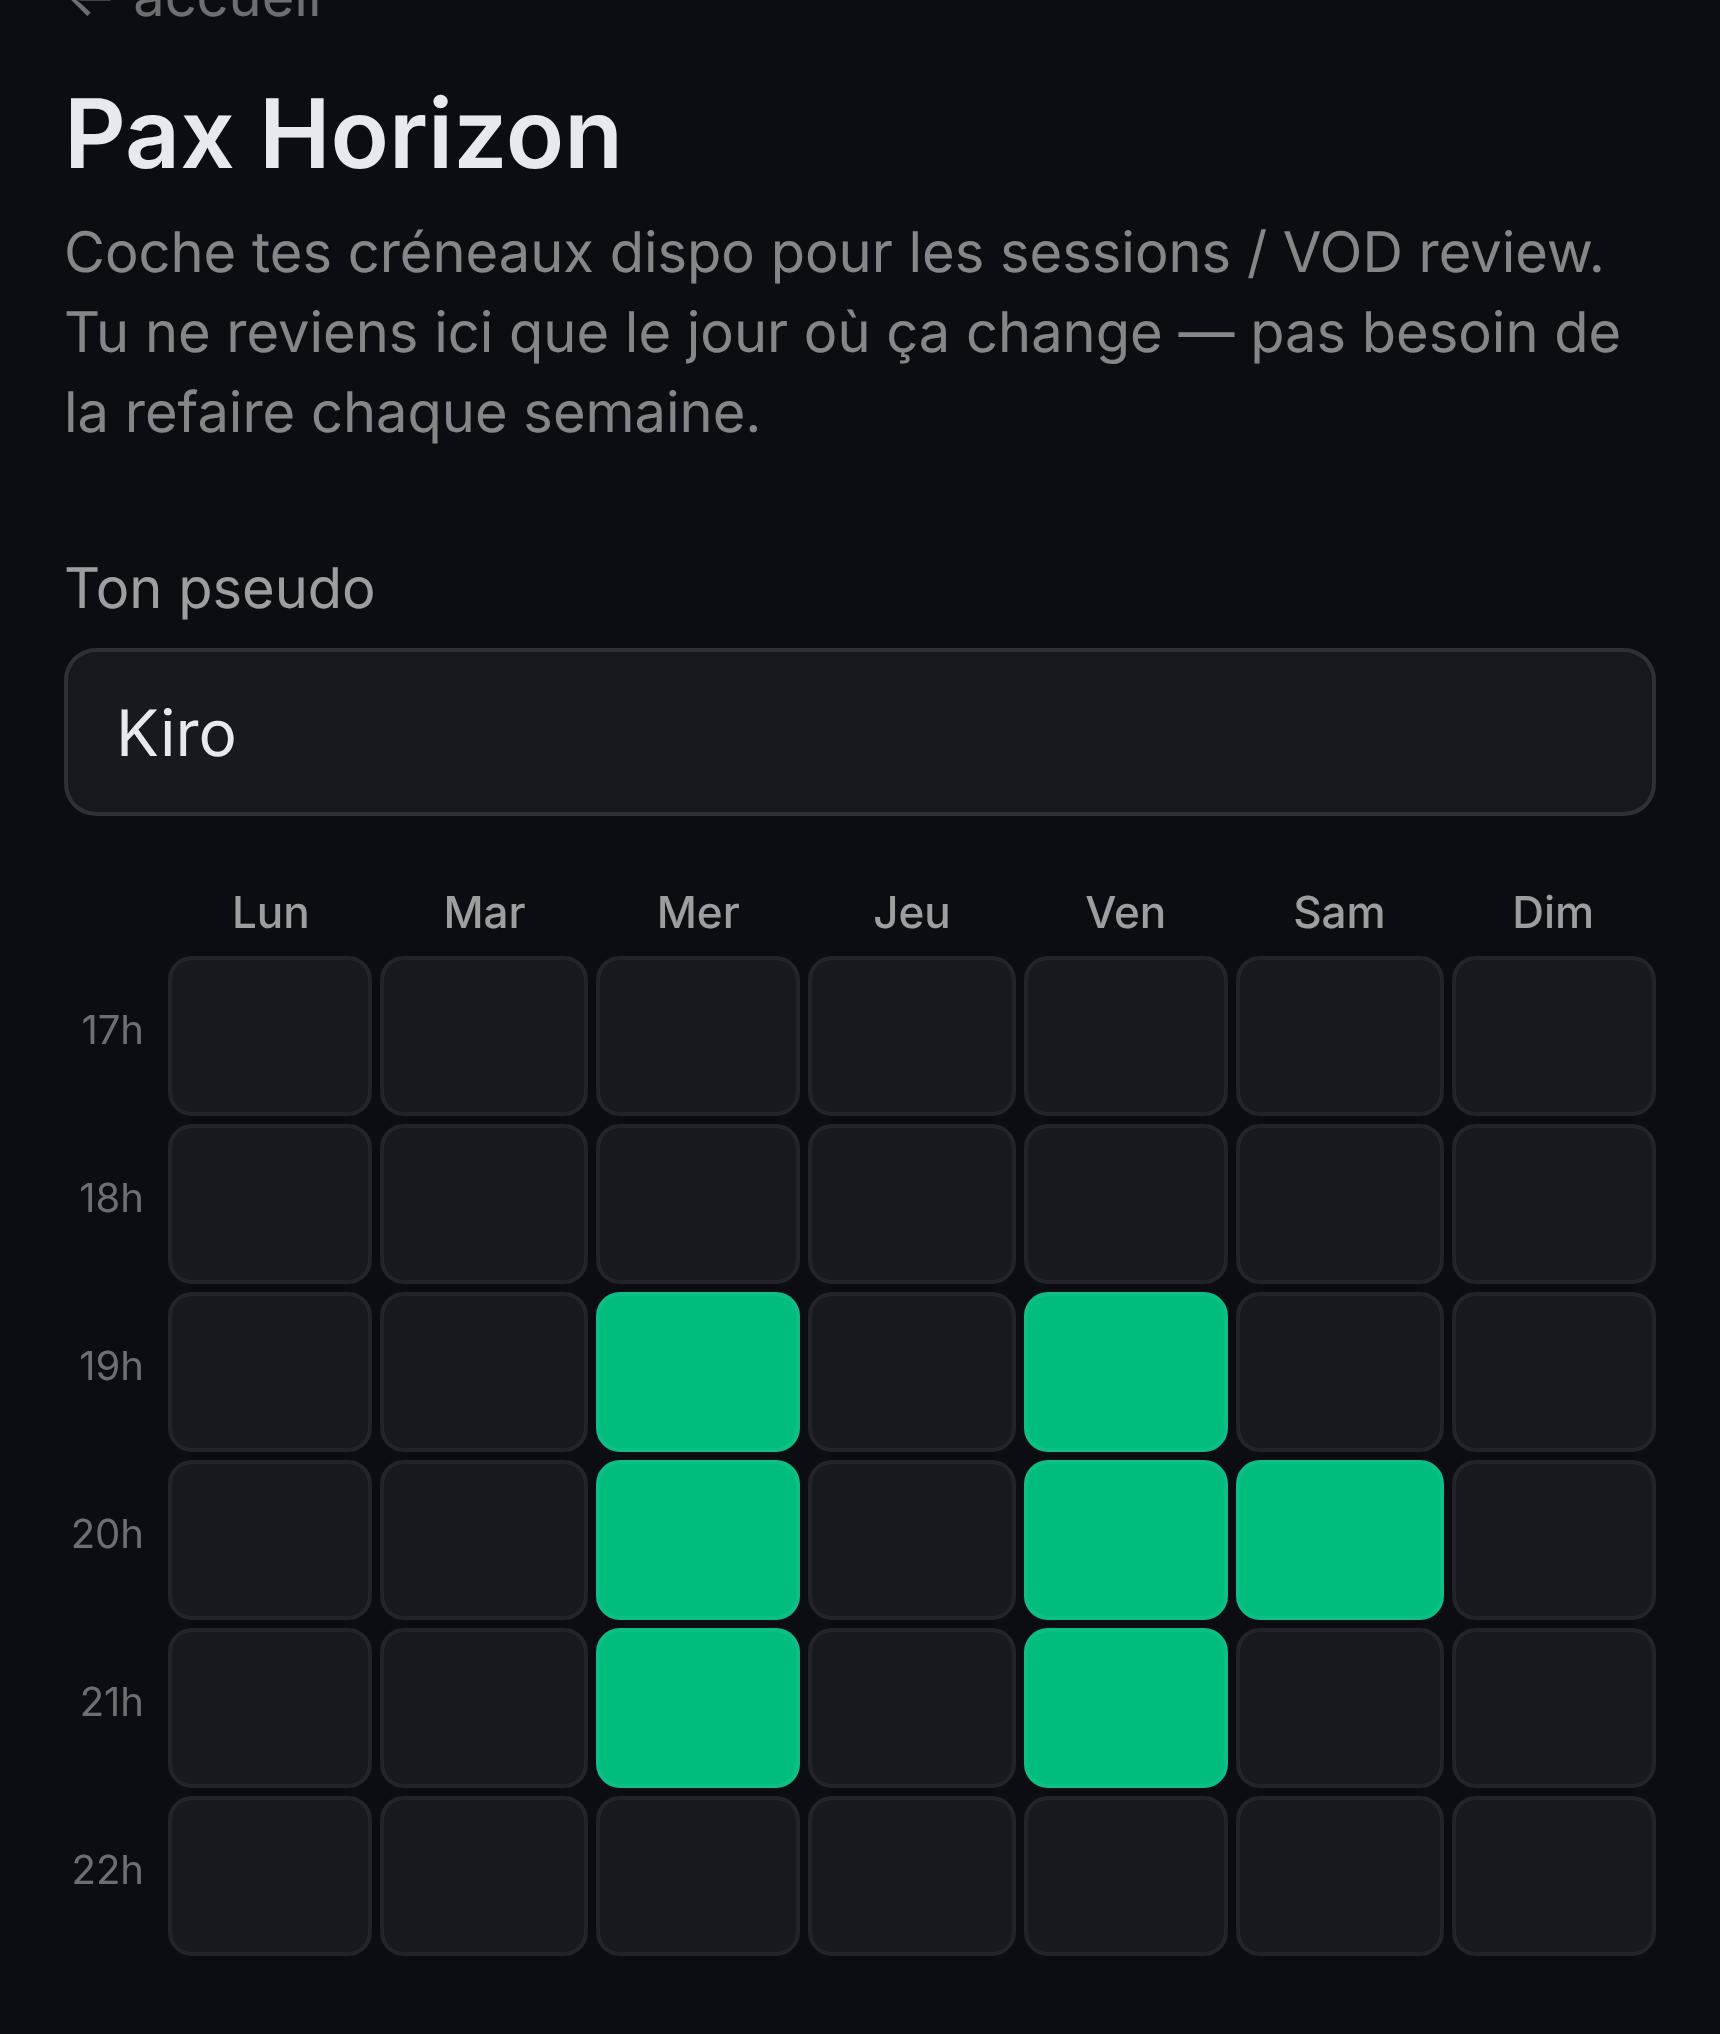 ← accueil
Pax Horizon
Coche tes créneaux dispo pour les sessions / VOD review.
Tu ne reviens ici que le jour où ça change — pas besoin de
la refaire chaque semaine.
Ton pseudo
Kiro
Lun Mar Mer Jeu Ven Sam Dim
17h
18h
19h
20h
21h
22h